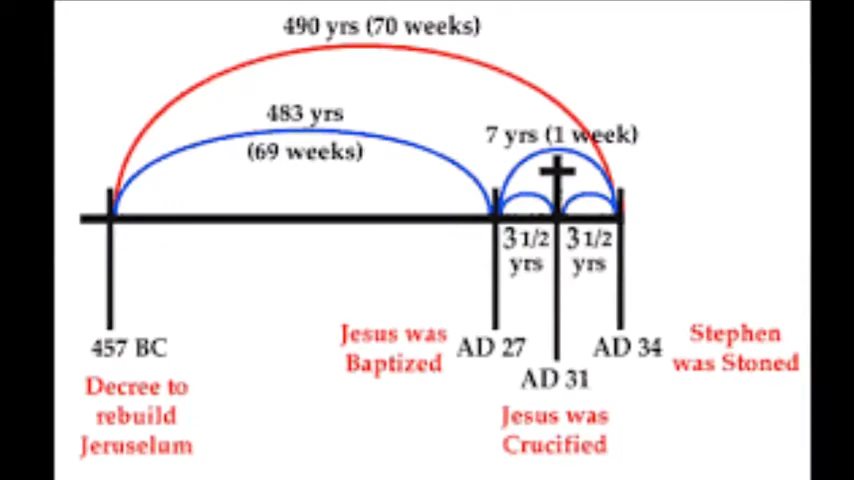 490 yrs (70 weeks)
483 yrs
(69 weeks)
7 yrs (1 week)
3 1/2
yrs
3 1/2
yrs
457 BC
Decree to
rebuild
Jeruselum
Jesus was
Baptized
AD 27
AD 31
Jesus was
Crucified
AD 34
Stephen
was Stoned